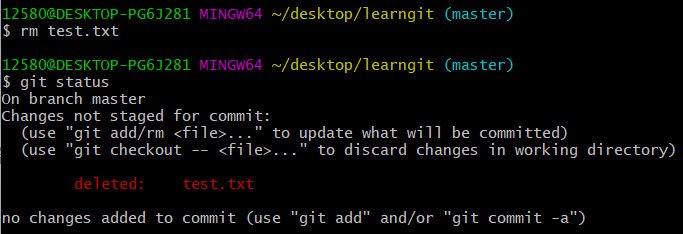 12580@DESKTOP-PG6J281 MINGW64 ~/desktop/learngit (master)
$ rm test.txt
12580@DESKTOP-PG6J281 MINGW64 ~/desktop/learngit (master)
$ git status
On branch master
Changes not staged for commit:
  (use "git add/rm <file>..." to update what will be committed)
  (use "git checkout -- <file>..." to discard changes in working directory)
        deleted:    test.txt
no changes added to commit (use "git add" and/or "git commit -a")